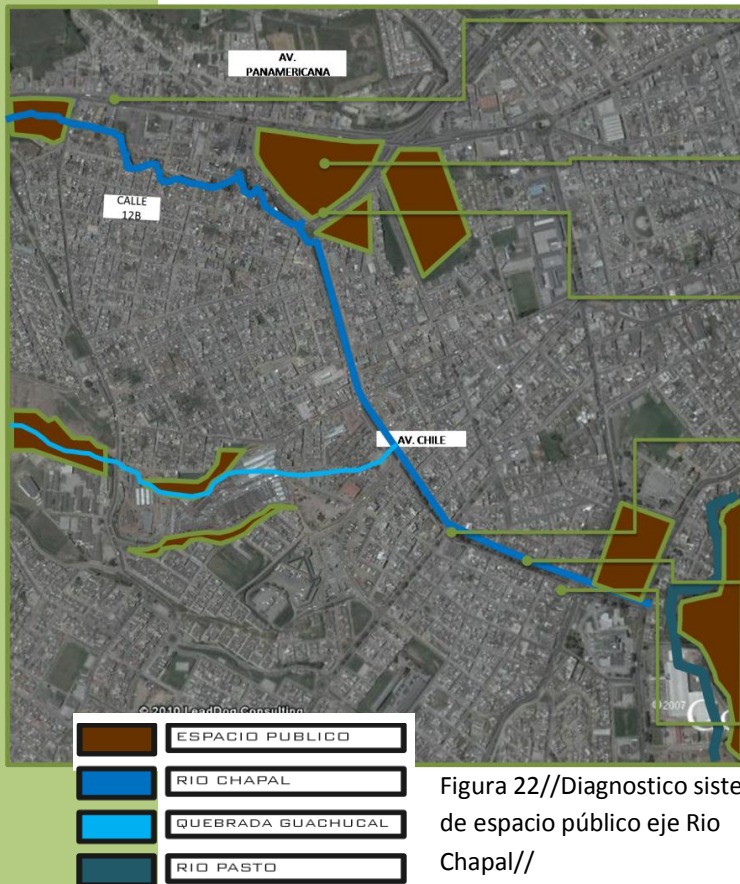 AV.
PANAMERICANA
CALLE
12B
AV. CHILE
© 2010 LeadDog Consulting
© 2007
ESPACIO PUBLICO
RIO CHAPAL
QUEBRADA GUACHUCAL
RIO PASTO
Figura 22//Diagnostico siste
de espacio público eje Rio
Chapal//